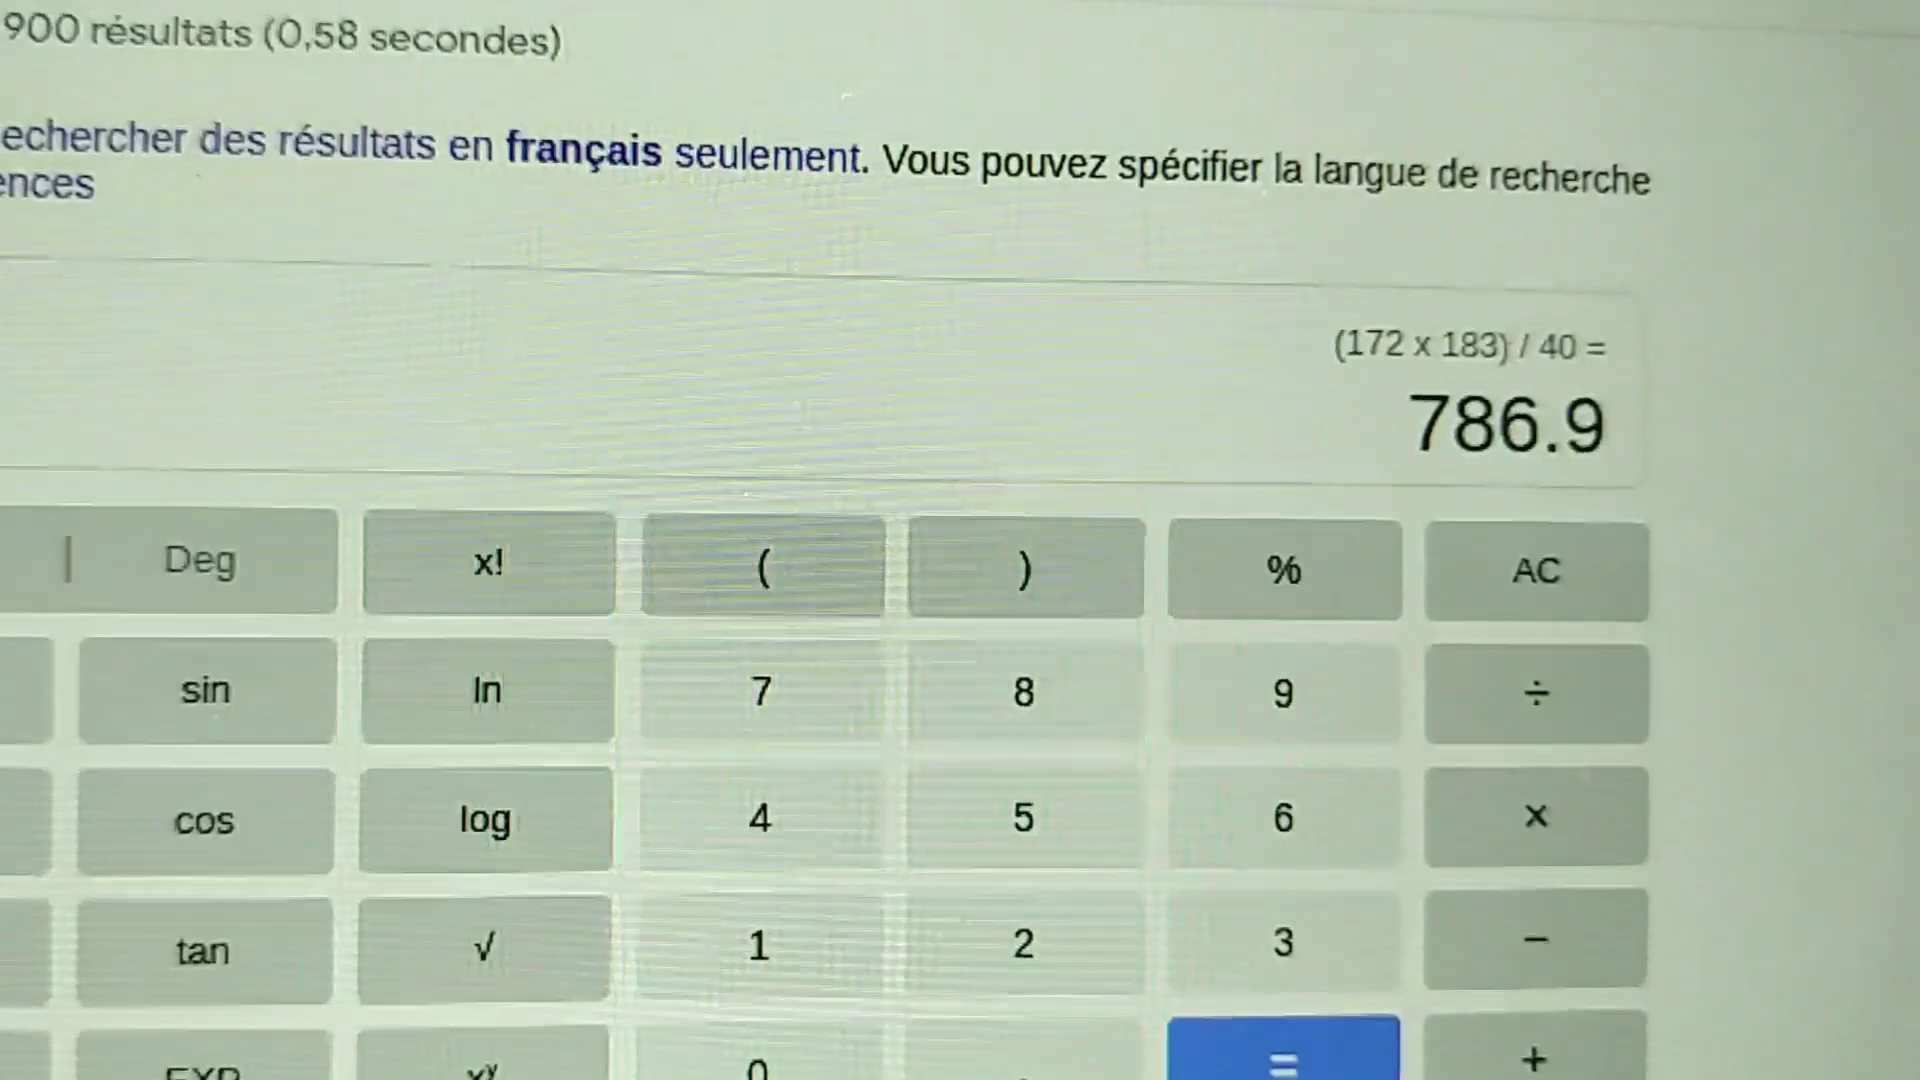 900 résultats (0,58 secondes)
echercher des résultats en français seulement. Vous pouvez spécifier la langue de recherche
ences
(172 x 183) / 40 =
786.9
| Deg x! ( ) % AC
sin ln 7 8 9 ÷
cos log 4 5 6 ×
tan √ 1 2 3 −
EXP xʸ 0 . = +